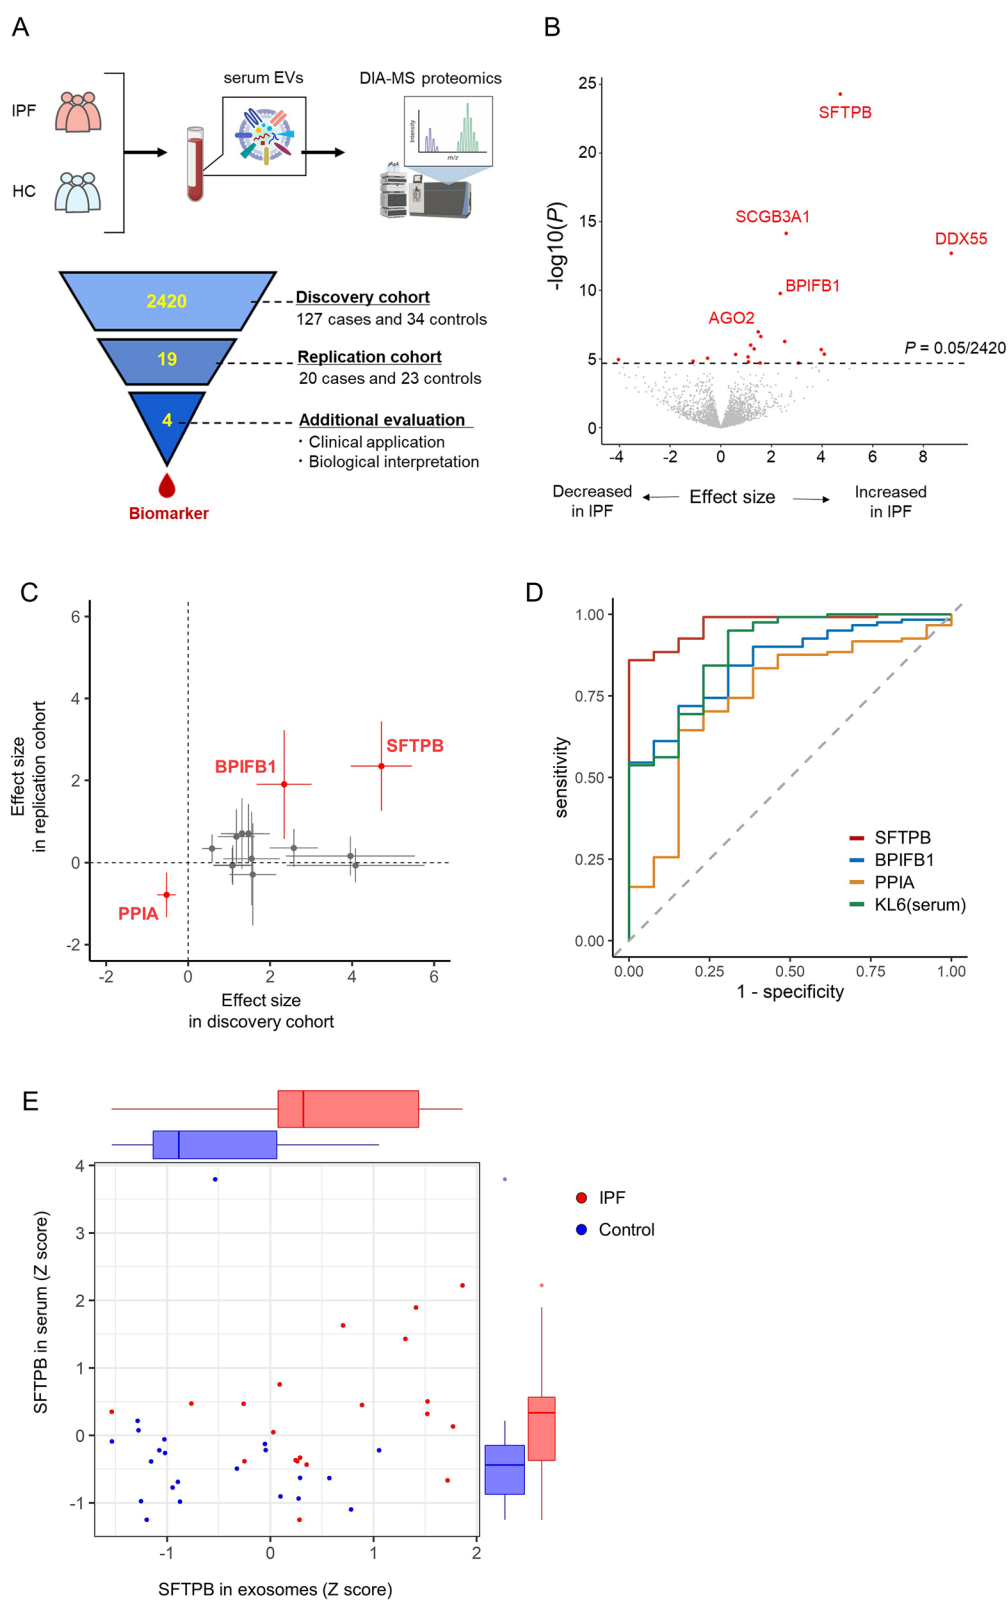 A
IPF
HC
serum EVs
DIA-MS proteomics
Intensity
m/z
2420
Discovery cohort
127 cases and 34 controls
19
Replication cohort
20 cases and 23 controls
4
Additional evaluation
・Clinical application
・Biological interpretation
Biomarker
B
-log10(P)
25
20
15
10
5
0
SFTPB
SCGB3A1
DDX55
BPIFB1
AGO2
P = 0.05/2420
-4
-2
0
2
4
6
8
Decreased
in IPF
Effect size
Increased
in IPF
C
Effect size
in replication cohort
6
4
2
0
-2
SFTPB
BPIFB1
PPIA
-2
0
2
4
6
Effect size
in discovery cohort
D
sensitivity
1.00
0.75
0.50
0.25
0.00
SFTPB
BPIFB1
PPIA
KL6(serum)
0.00
0.25
0.50
0.75
1.00
1 - specificity
E
SFTPB in serum (Z score)
4
3
2
1
0
-1
IPF
Control
-1
0
1
2
SFTPB in exosomes (Z score)